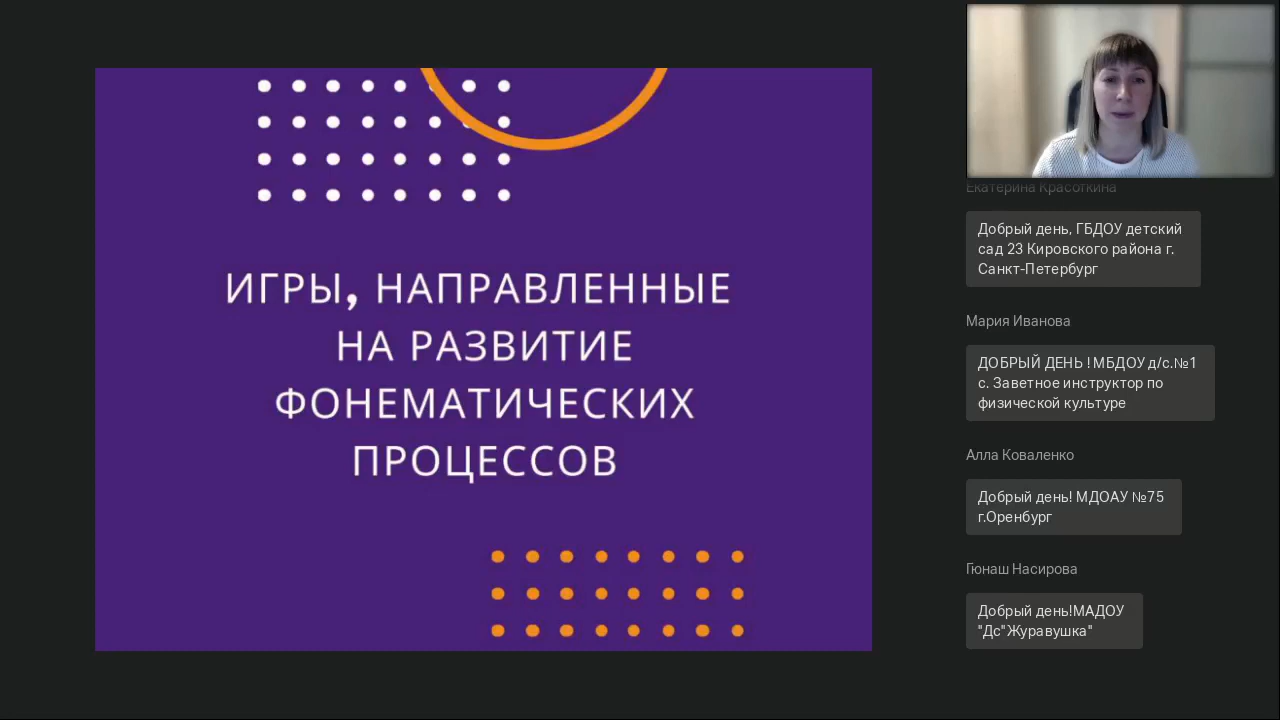 ИГРЫ, НАПРАВЛЕННЫЕ
НА РАЗВИТИЕ
ФОНЕМАТИЧЕСКИХ
ПРОЦЕССОВ
Екатерина Красоткина
Добрый день, ГБДОУ детский
сад 23 Кировского района г.
Санкт-Петербург
Мария Иванова
ДОБРЫЙ ДЕНЬ ! МБДОУ д/с.№1
с. Заветное инструктор по
физической культуре
Алла Коваленко
Добрый день! МДОАУ №75
г.Оренбург
Гюнаш Насирова
Добрый день!МАДОУ
"Дс"Журавушка"